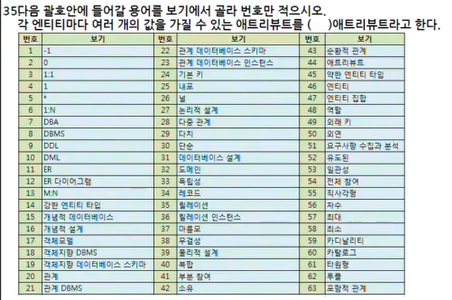 35다음 괄호안에 들어갈 용어를 보기에서 골라 번호만 적으시오.
각 엔티티마다 여러 개의 값을 가질 수 있는 애트리뷰트를 ( )애트리뷰트라고 한다.
번호 보기 번호 보기 번호 보기
1 -1 22 관계 데이터베이스 스키마 43 순환적 관계
2 0 23 관계 데이터베이스 인스턴스 44 애트리뷰트
3 1:1 24 기본 키 45 약한 엔티티 타입
4 1 25 내포 46 엔티티
5 * 26 널 47 엔티티 집합
6 1:N 27 논리적 설계 48 역할
7 DBA 28 다중 관계 49 외래 키
8 DBMS 29 다치 50 외연
9 DDL 30 단순 51 요구사항 수집과 분석
10 DML 31 데이터베이스 설계 52 유도된
11 ER 32 도메인 53 일관성
12 ER 다이어그램 33 독립성 54 전체 참여
13 M:N 34 레코드 55 직사각형
14 강한 엔티티 타입 35 릴레이션 56 차수
15 개념적 데이터베이스 36 릴레이션 인스턴스 57 최대
16 개념적 설계 37 마름모 58 최소
17 객체모델 38 무결성 59 카디날리티
18 객체지향 DBMS 39 물리적 설계 60 카탈로그
19 객체지향 데이터베이스 스키마 40 복합 61 타원형
20 관계 41 부분 참여 62 투플
21 관계 DBMS 42 소유 63 포함적 관계